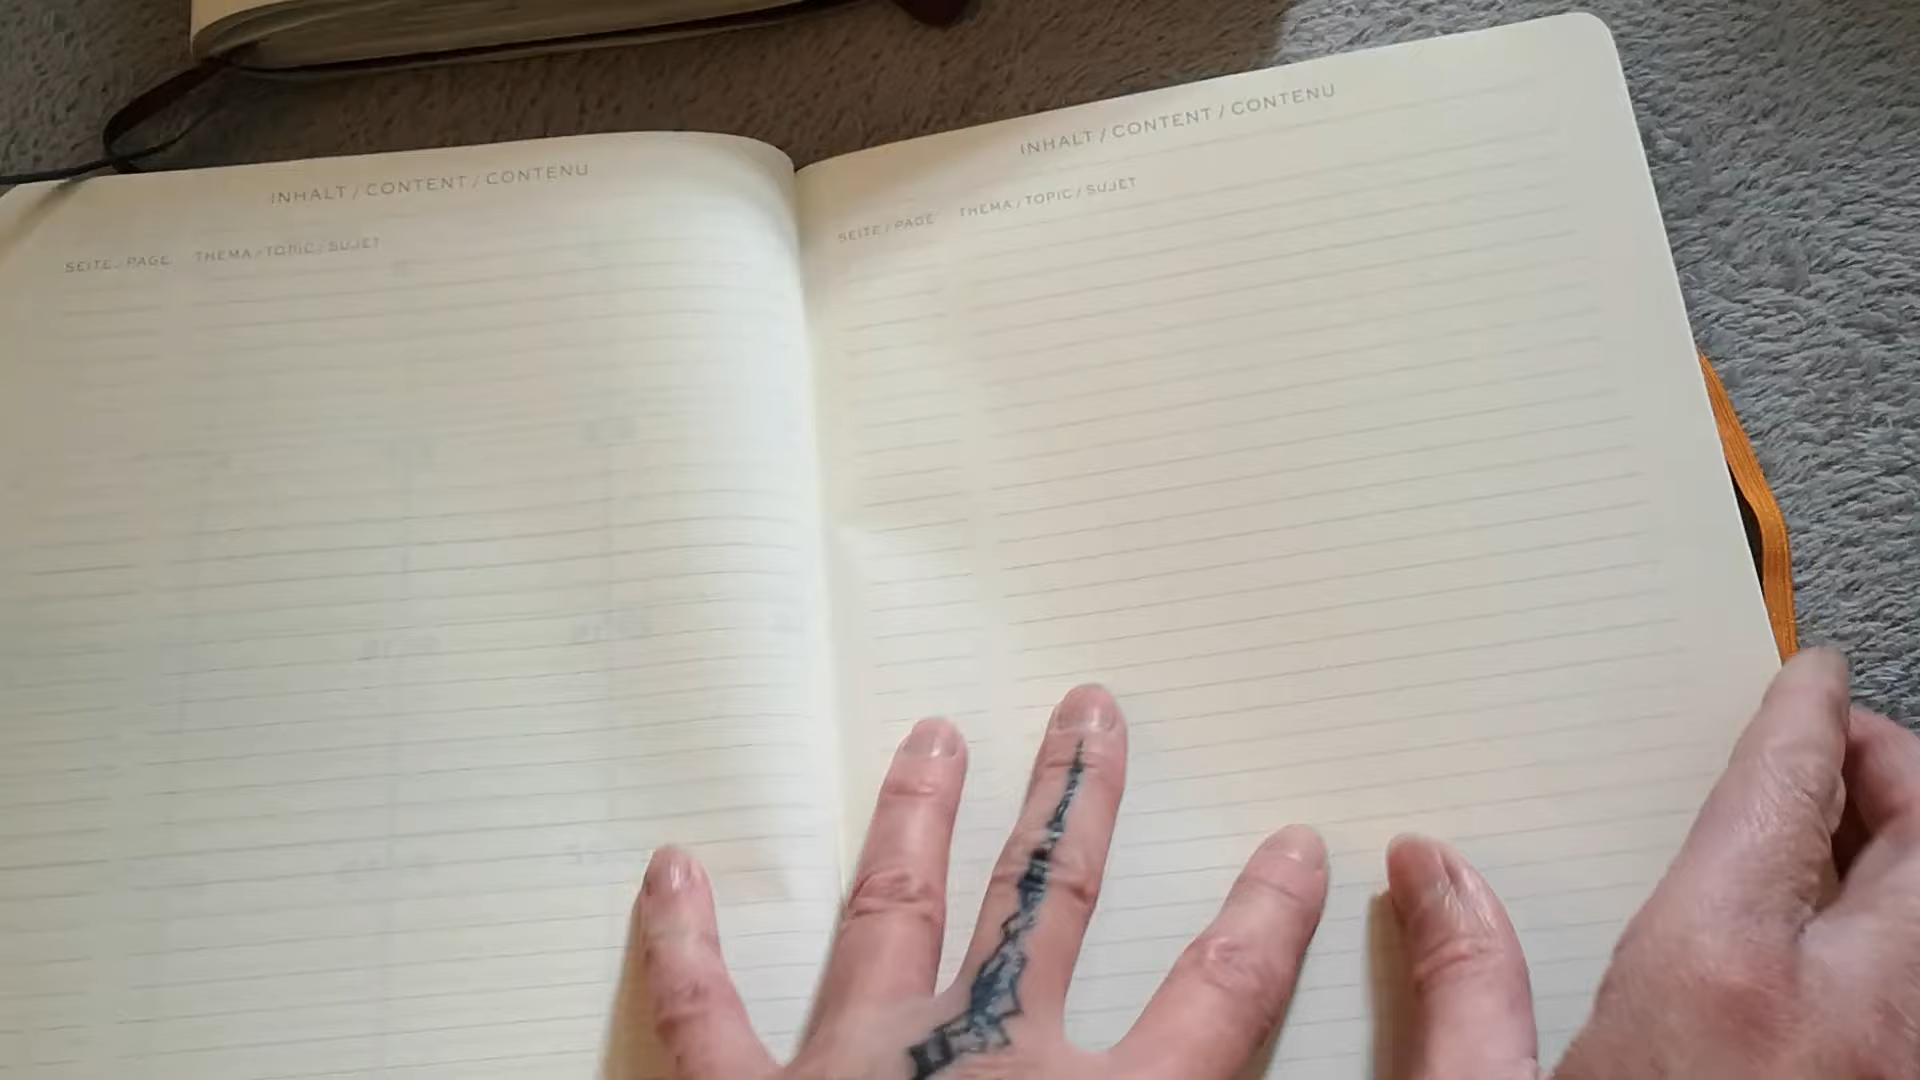 INHALT / CONTENT / CONTENU
SEITE / PAGE THEMA / TOPIC / SUJET
INHALT / CONTENT / CONTENU
SEITE / PAGE THEMA / TOPIC / SUJET